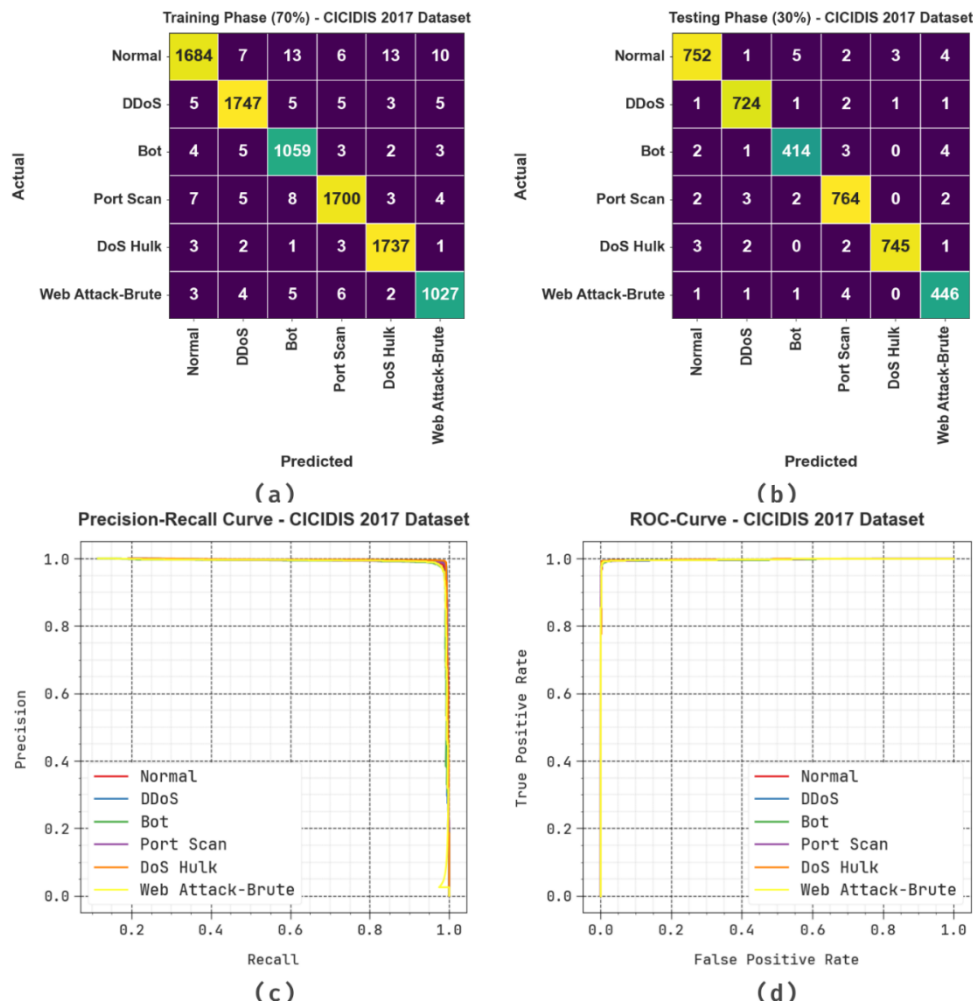 Training Phase (70%) - CICIDIS 2017 Dataset
Actual
Normal 1684 7 13 6 13 10
DDoS 5 1747 5 5 3 5
Bot 4 5 1059 3 2 3
Port Scan 7 5 8 1700 3 4
DoS Hulk 3 2 1 3 1737 1
Web Attack-Brute 3 4 5 6 2 1027
Normal DDoS Bot Port Scan DoS Hulk Web Attack-Brute
Predicted
(a)
Testing Phase (30%) - CICIDIS 2017 Dataset
Actual
Normal 752 1 5 2 3 4
DDoS 1 724 1 2 1 1
Bot 2 1 414 3 0 4
Port Scan 2 3 2 764 0 2
DoS Hulk 3 2 0 2 745 1
Web Attack-Brute 1 1 1 4 0 446
Normal DDoS Bot Port Scan DoS Hulk Web Attack-Brute
Predicted
(b)
Precision-Recall Curve - CICIDIS 2017 Dataset
Precision
1.0
0.8
0.6
0.4
0.2
0.0
Normal
DDoS
Bot
Port Scan
DoS Hulk
Web Attack-Brute
0.2 0.4 0.6 0.8 1.0
Recall
(c)
ROC-Curve - CICIDIS 2017 Dataset
True Positive Rate
1.0
0.8
0.6
0.4
0.2
0.0
Normal
DDoS
Bot
Port Scan
DoS Hulk
Web Attack-Brute
0.0 0.2 0.4 0.6 0.8 1.0
False Positive Rate
(d)